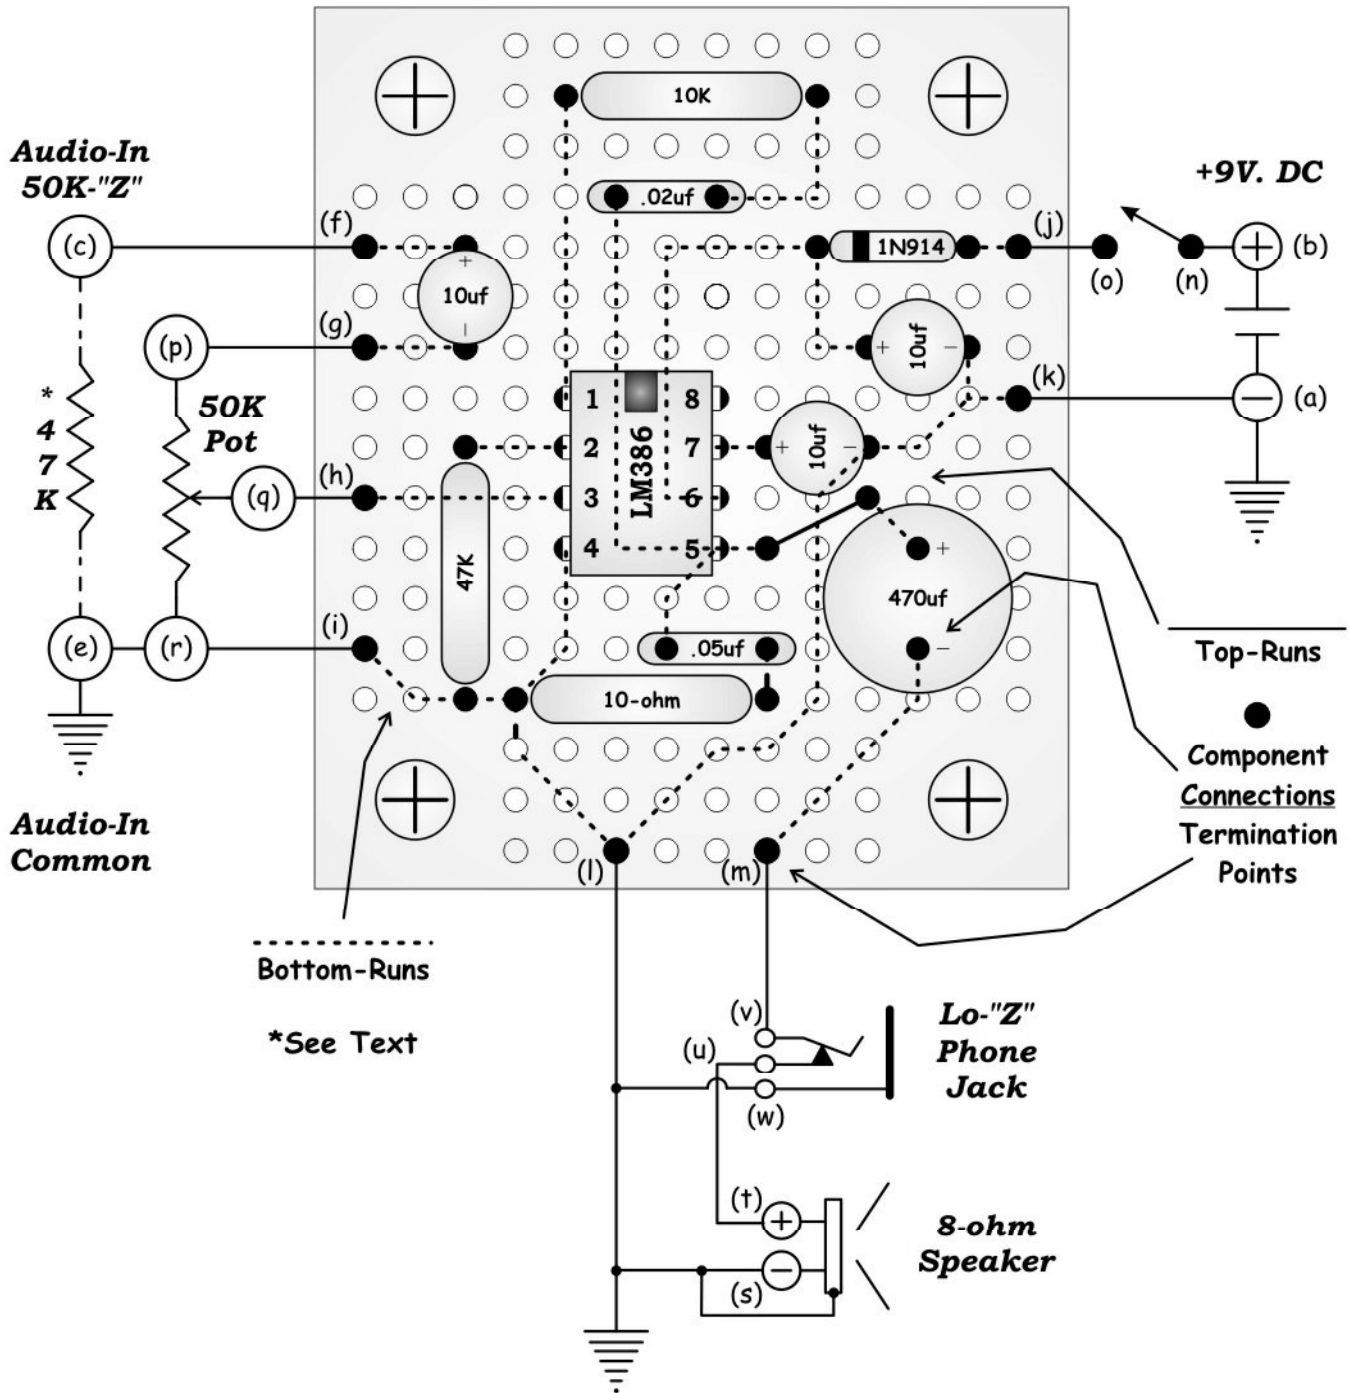 Audio-In
50K-"Z"
(c)
(f)
(p)
(g)
50K
Pot
*
4
7
K
(q)
(h)
(e)
(r)
(i)
Audio-In
Common
10K
.02uf
1N914
+
10uf
−
+ 10uf −
+ 10uf −
1 8
2 7
3 6
4 5
LM386
47K
+
470uf
−
.05uf
10-ohm
(l)
(m)
+9V. DC
(j)
(o)
(n)
+ (b)
(k)
− (a)
Top-Runs
Component
Connections
Termination
Points
Bottom-Runs
*See Text
(v)
(u)
(w)
Lo-"Z"
Phone
Jack
(t)
+
−
(s)
8-ohm
Speaker